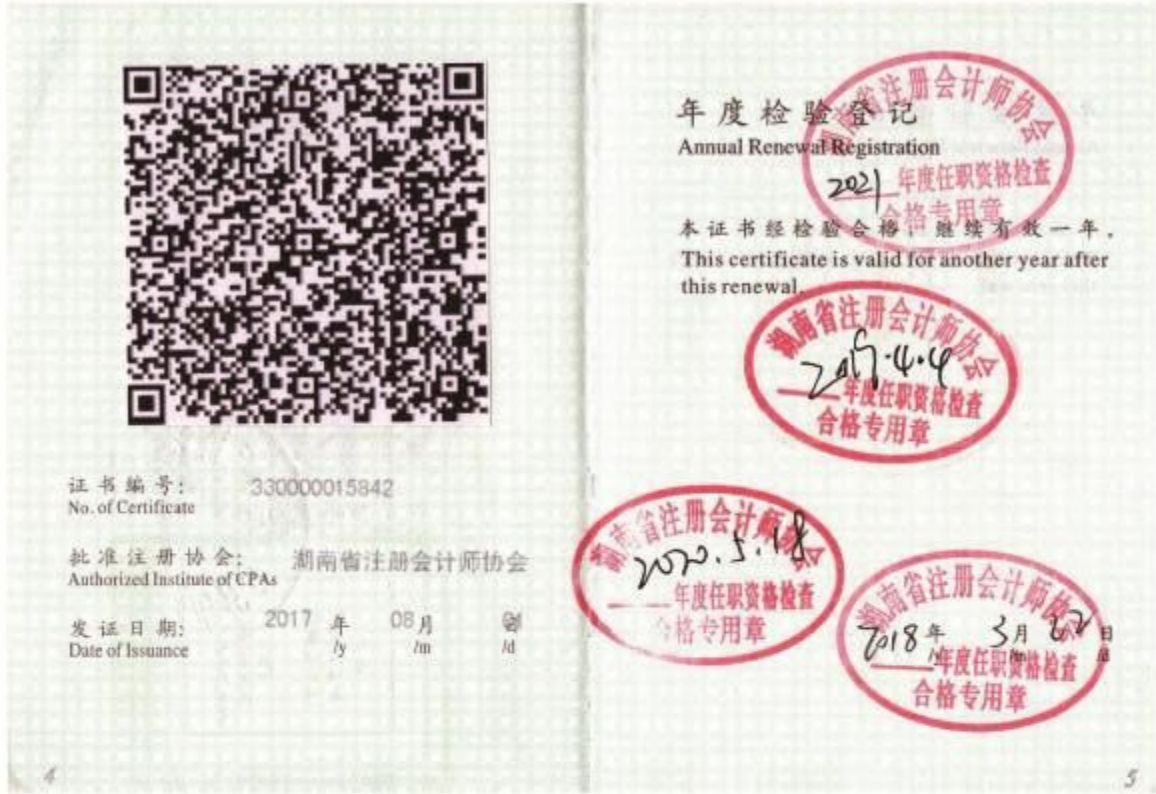 证书编号: 330000015842
No. of Certificate
批准注册协会: 湖南省注册会计师协会
Authorized Institute of CPAs
发证日期: 2017 年 08 月
Date of Issuance /y /m /d
4
年度检验登记
Annual Renewal Registration
本证书经检验合格,继续有效一年。
This certificate is valid for another year after
this renewal.
湖南省注册会计师协会
2021 年度任职资格检查
合格专用章
湖南省注册会计师协会
2019.4.4
年度任职资格检查
合格专用章
湖南省注册会计师协会
2020.5.18
年度任职资格检查
合格专用章
湖南省注册会计师协会
2018 年 3 月 22 日
年度任职资格检查
合格专用章
5